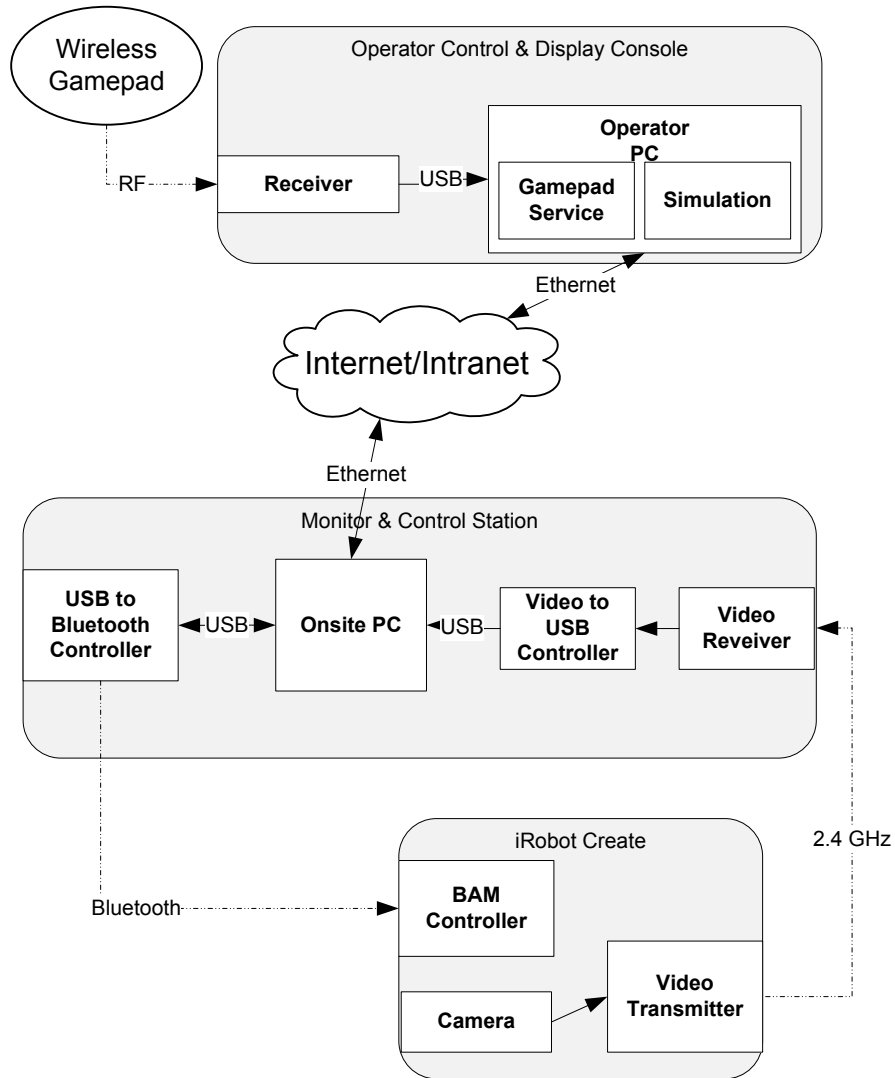 Wireless
Gamepad
Operator Control & Display Console
Operator
PC
RF
Receiver
USB
Gamepad
Service
Simulation
Ethernet
Internet/Intranet
Ethernet
Monitor & Control Station
USB to
Bluetooth
Controller
USB
Onsite PC
USB
Video to
USB
Controller
Video
Reveiver
2.4 GHz
iRobot Create
BAM
Controller
Bluetooth
Camera
Video
Transmitter